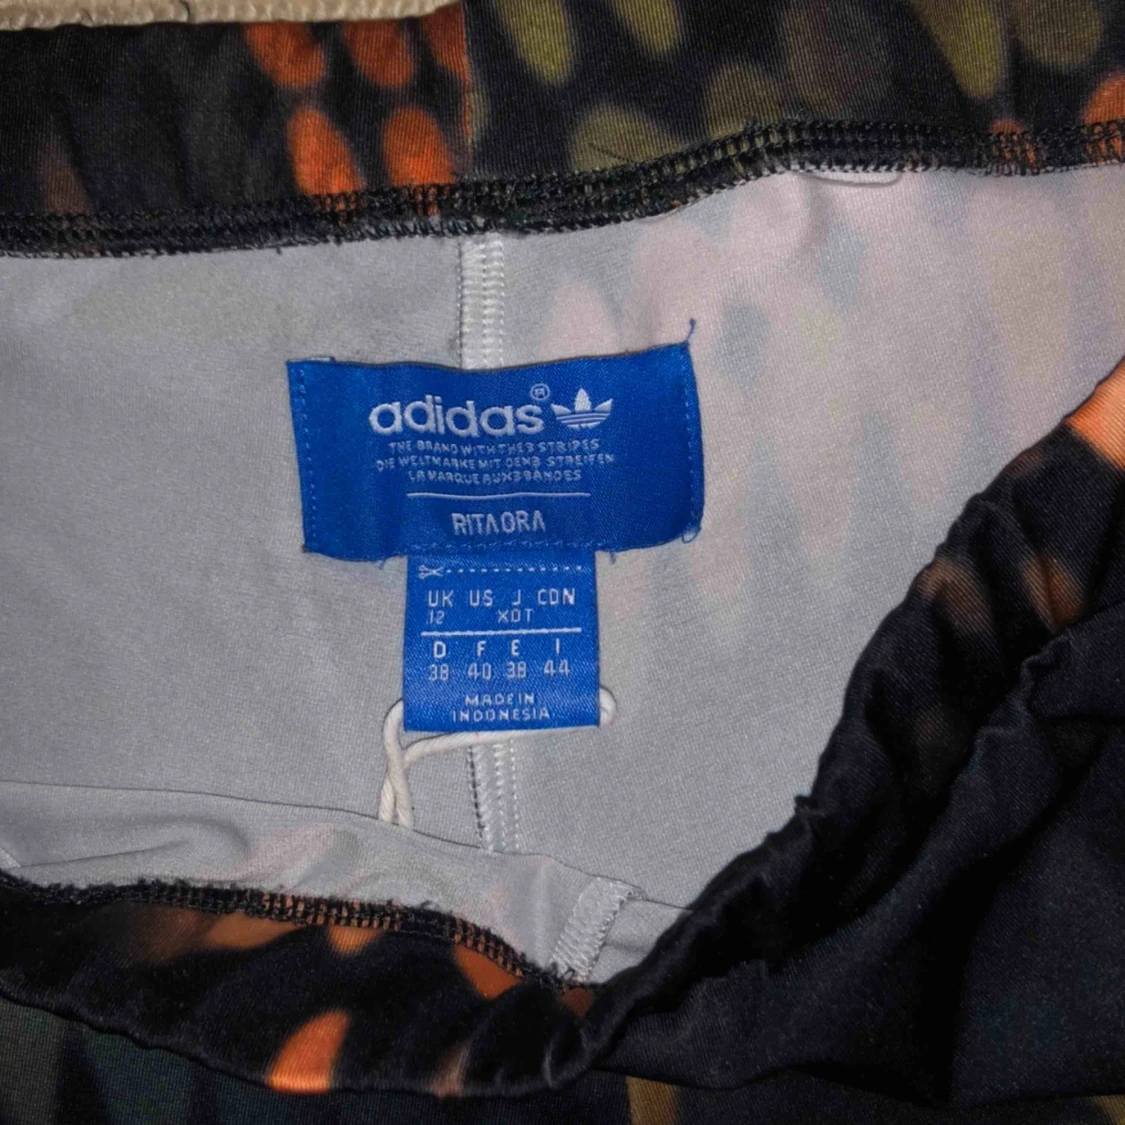 adidas®
THE BRAND WITH THE 3 STRIPES
DIE WELTMARKE MIT DEN 3 STREIFEN
LA MARQUE AUX 3 BANDES
RITA ORA
UK US J CDN
12 XOT
D F E I
38 40 38 44
MADE IN
INDONESIA